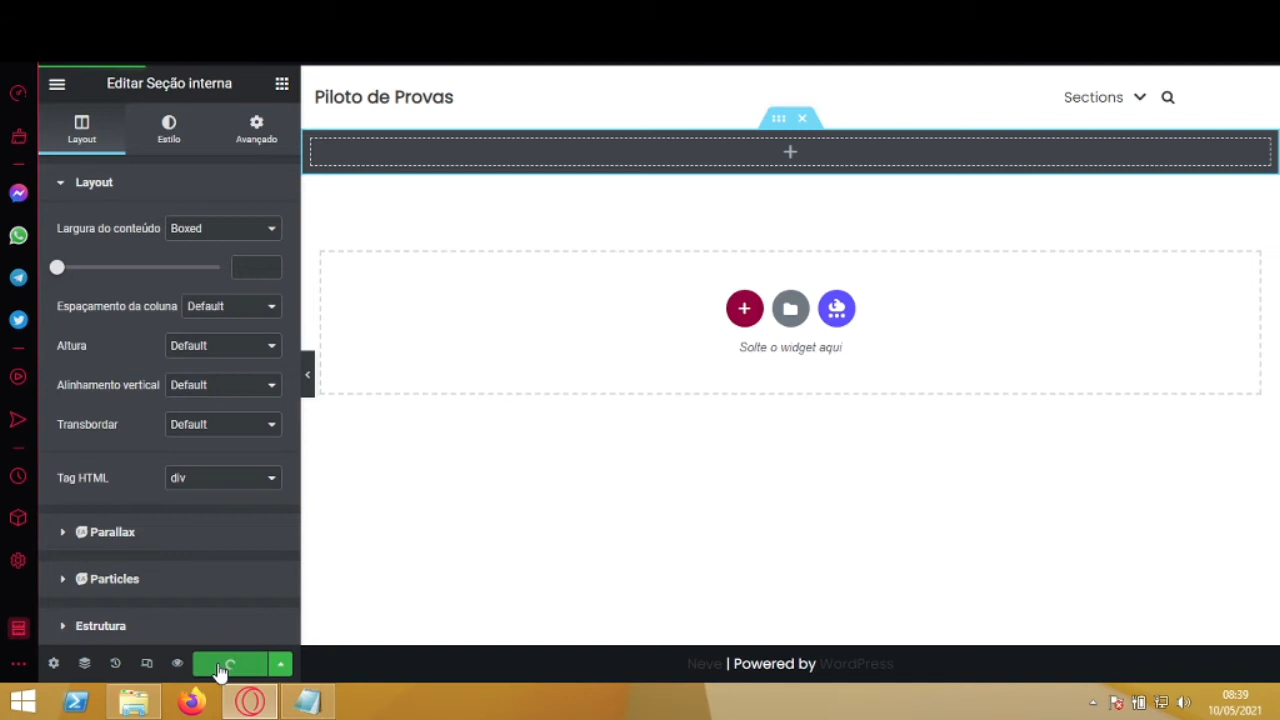 Editar Seção interna
Piloto de Provas
Sections
Layout
Estilo
Avançado
Layout
Largura do conteúdo
Boxed
Espaçamento da coluna
Default
Altura
Default
Solte o widget aqui
Alinhamento vertical
Default
Transbordar
Default
Tag HTML
div
Parallax
Particles
Estrutura
Neve | Powered by WordPress
08:39
10/05/2021